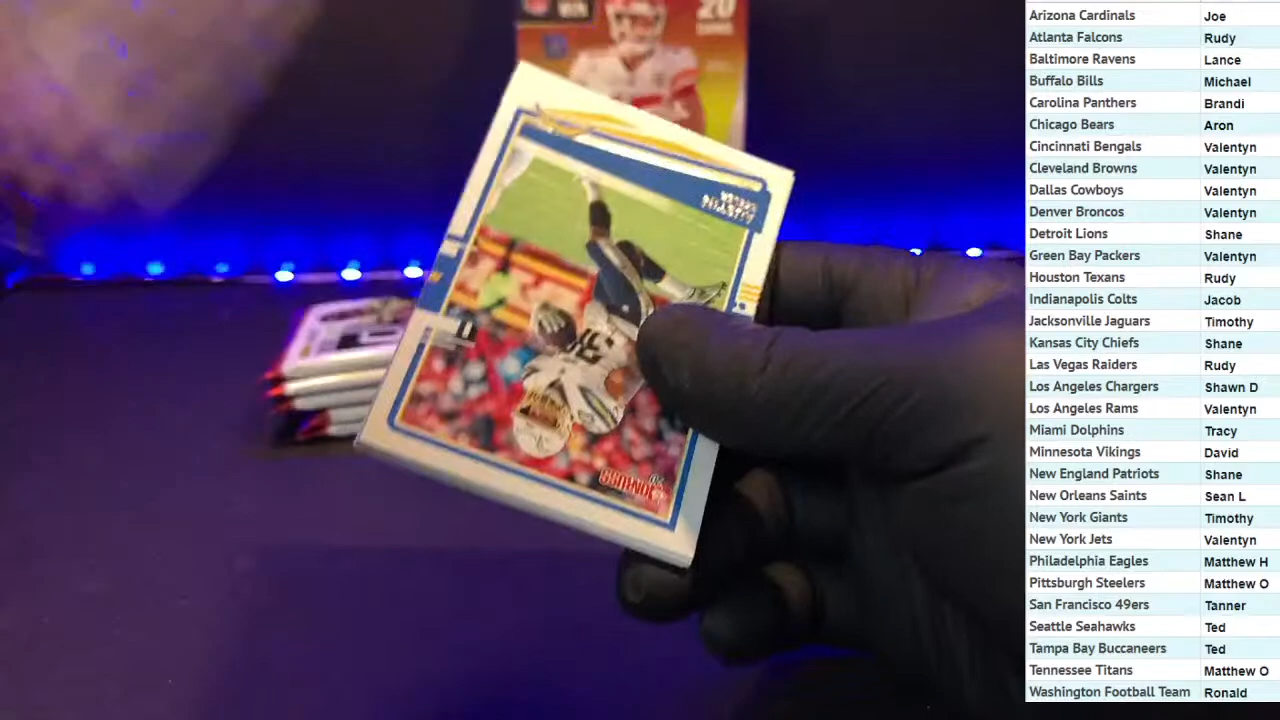 20
Arizona Cardinals Joe
Atlanta Falcons Rudy
Baltimore Ravens Lance
Buffalo Bills Michael
Carolina Panthers Brandi
Chicago Bears Aron
Cincinnati Bengals Valentyn
Cleveland Browns Valentyn
Dallas Cowboys Valentyn
Denver Broncos Valentyn
Detroit Lions Shane
Green Bay Packers Valentyn
Houston Texans Rudy
Indianapolis Colts Jacob
Jacksonville Jaguars Timothy
Kansas City Chiefs Shane
Las Vegas Raiders Rudy
Los Angeles Chargers Shawn D
Los Angeles Rams Valentyn
Miami Dolphins Tracy
Minnesota Vikings David
New England Patriots Shane
New Orleans Saints Sean L
New York Giants Timothy
New York Jets Valentyn
Philadelphia Eagles Matthew H
Pittsburgh Steelers Matthew O
San Francisco 49ers Tanner
Seattle Seahawks Ted
Tampa Bay Buccaneers Ted
Tennessee Titans Matthew O
Washington Football Team Ronald